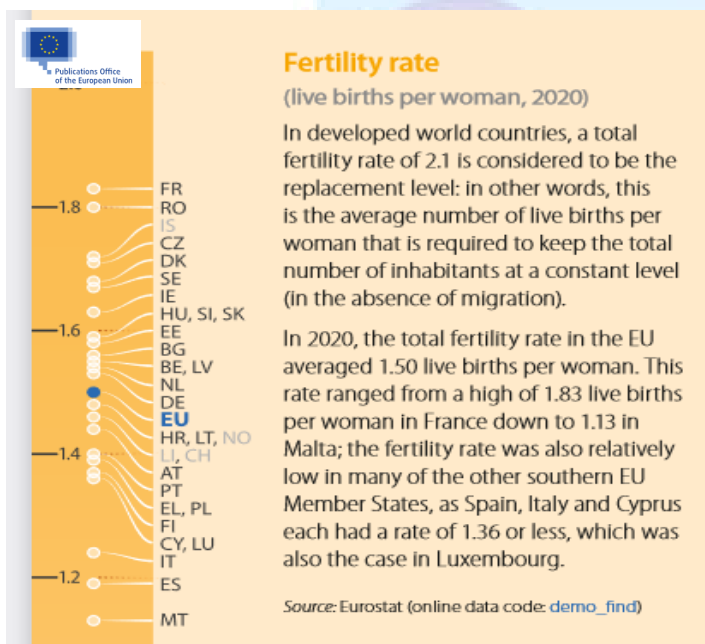 Publications Office
of the European Union
Fertility rate
(live births per woman, 2020)
In developed world countries, a total
fertility rate of 2.1 is considered to be the
replacement level: in other words, this
is the average number of live births per
woman that is required to keep the total
number of inhabitants at a constant level
(in the absence of migration).
In 2020, the total fertility rate in the EU
averaged 1.50 live births per woman. This
rate ranged from a high of 1.83 live births
per woman in France down to 1.13 in
Malta; the fertility rate was also relatively
low in many of the other southern EU
Member States, as Spain, Italy and Cyprus
each had a rate of 1.36 or less, which was
also the case in Luxembourg.
Source: Eurostat (online data code: demo_find)
FR
1.8
RO
IS
CZ
DK
SE
IE
HU, SI, SK
1.6
EE
BG
BE, LV
NL
DE
EU
HR, LT, NO
1.4
LI, CH
AT
PT
EL, PL
FI
CY, LU
IT
1.2
ES
MT